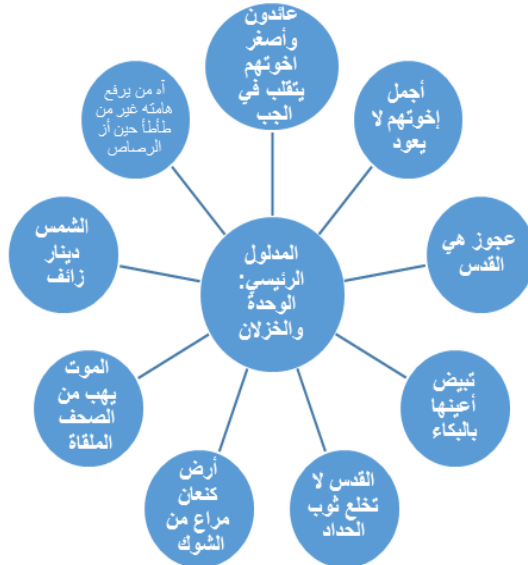 عائدون
وأصغر
اخوتهم
يتقلب في
الجب
أجمل
إخوتهم لا
يعود
عجوز هي
القدس
تبيض
أعينها
بالبكاء
القدس لا
تخلع ثوب
الحداد
أرض
كنعان
مراع من
الشوك
الموت
يهب من
الصحف
الملقاة
الشمس
دينار
زائف
آه من يرفع
هامته غير من
طأطأ حين أز
الرصاص
المدلول
الرئيسي:
الوحدة
والخزلان